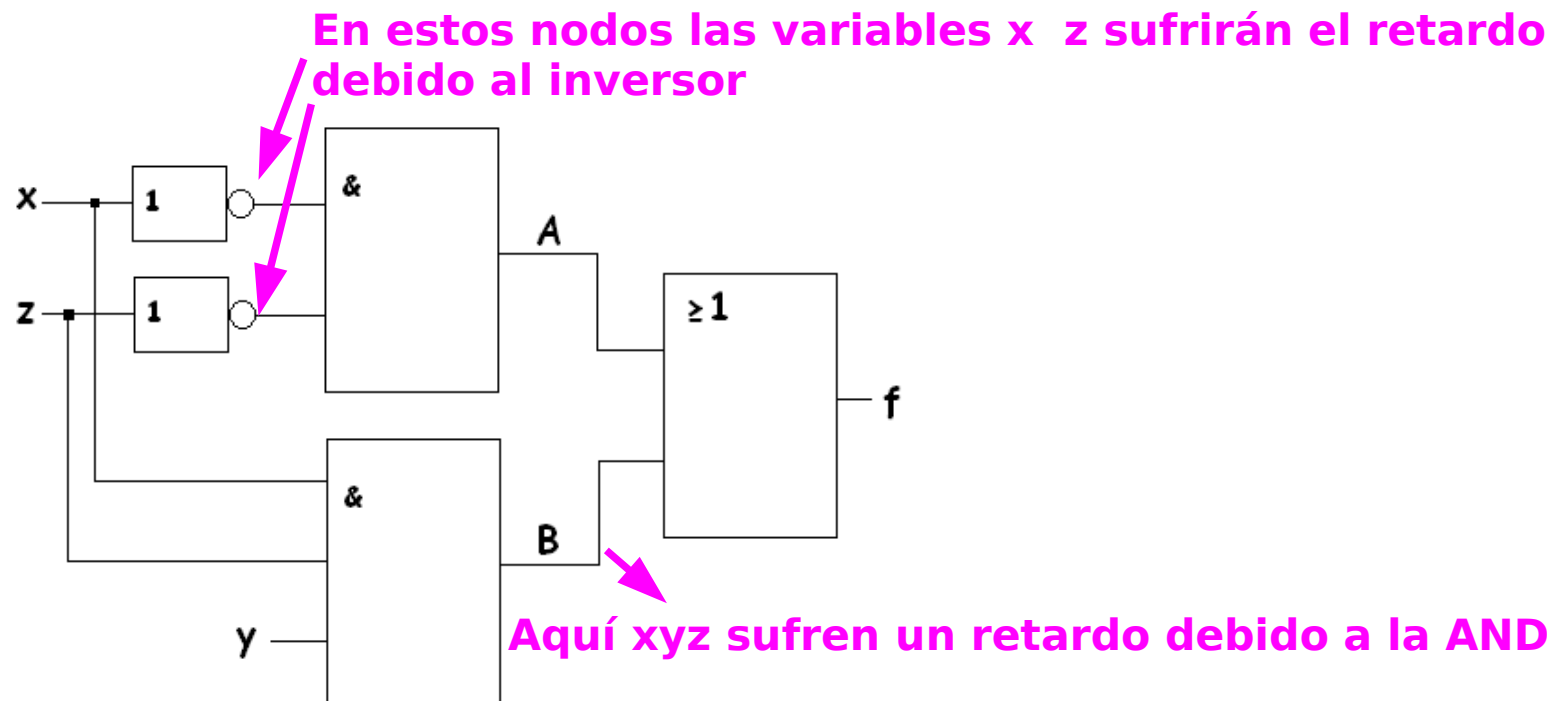 En estos nodos las variables x  z sufrirán el retardo
debido al inversor
x
1
&
A
z
1
≥1
f
&
B
y
Aquí xyz sufren un retardo debido a la AND